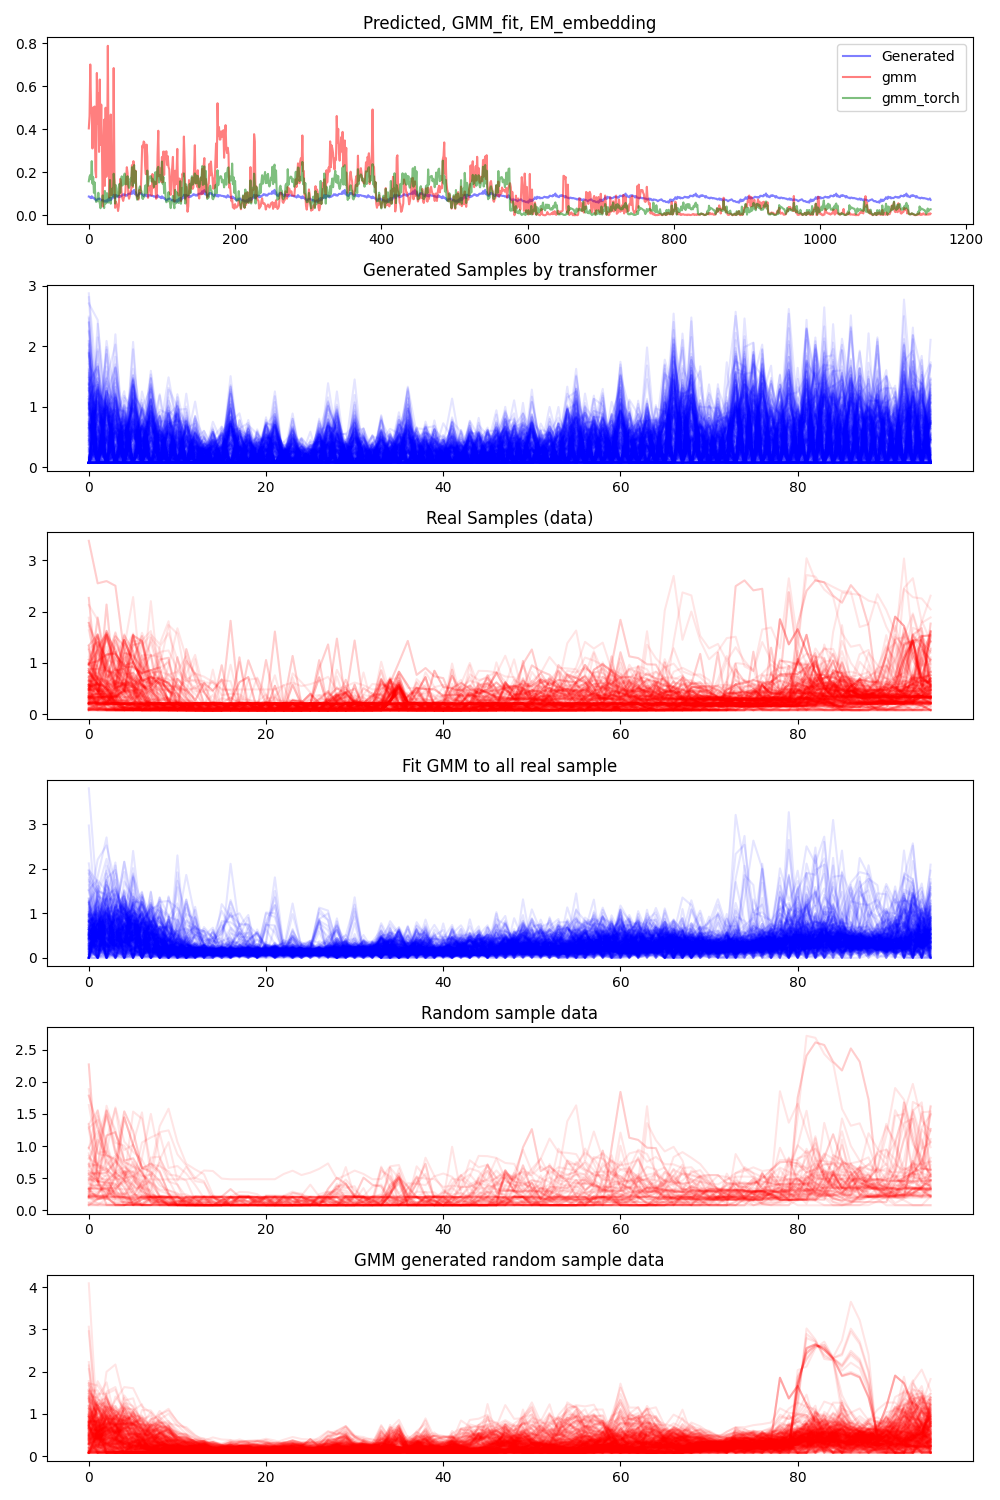 Predicted, GMM_fit, EM_embedding
0.8
0.6
0.4
0.2
0.0
Generated
gmm
gmm_torch
0 200 400 600 800 1000 1200
Generated Samples by transformer
3
2
1
0
0 20 40 60 80
Real Samples (data)
3
2
1
0
0 20 40 60 80
Fit GMM to all real sample
3
2
1
0
0 20 40 60 80
Random sample data
2.5
2.0
1.5
1.0
0.5
0.0
0 20 40 60 80
GMM generated random sample data
4
3
2
1
0
0 20 40 60 80